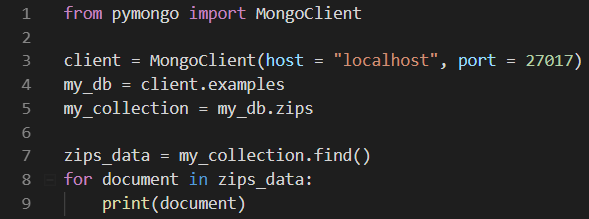 1 from pymongo import MongoClient
2
3 client = MongoClient(host = "localhost", port = 27017)
4 my_db = client.examples
5 my_collection = my_db.zips
6
7 zips_data = my_collection.find()
8 for document in zips_data:
9     print(document)